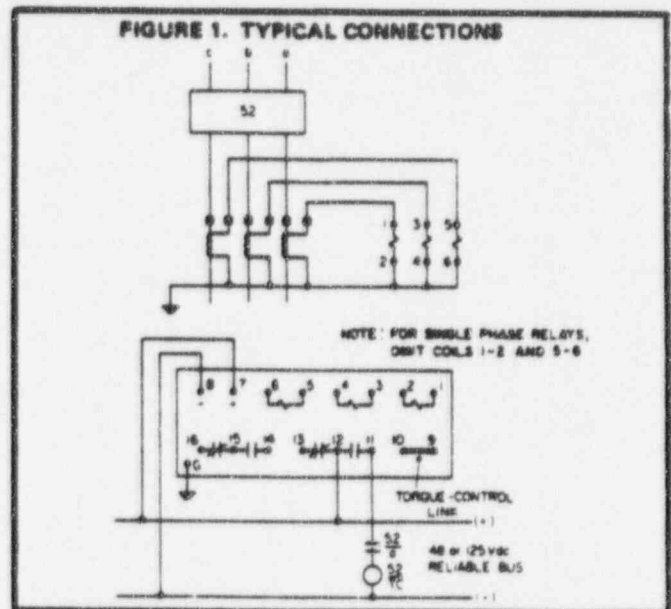 FIGURE 1. TYPICAL CONNECTIONS
c b a
52
1 3 5
2 4 6
NOTE: FOR SINGLE PHASE RELAYS,
OMIT COILS 1-2 AND 5-6
8 7 6 5 4 3 2 1
16 15 14 13 12 11 10 9
G
TORQUE-CONTROL
LINK
(+)
52
a
48 or 125 Vdc
RELIABLE BUS
52
TC
(-)